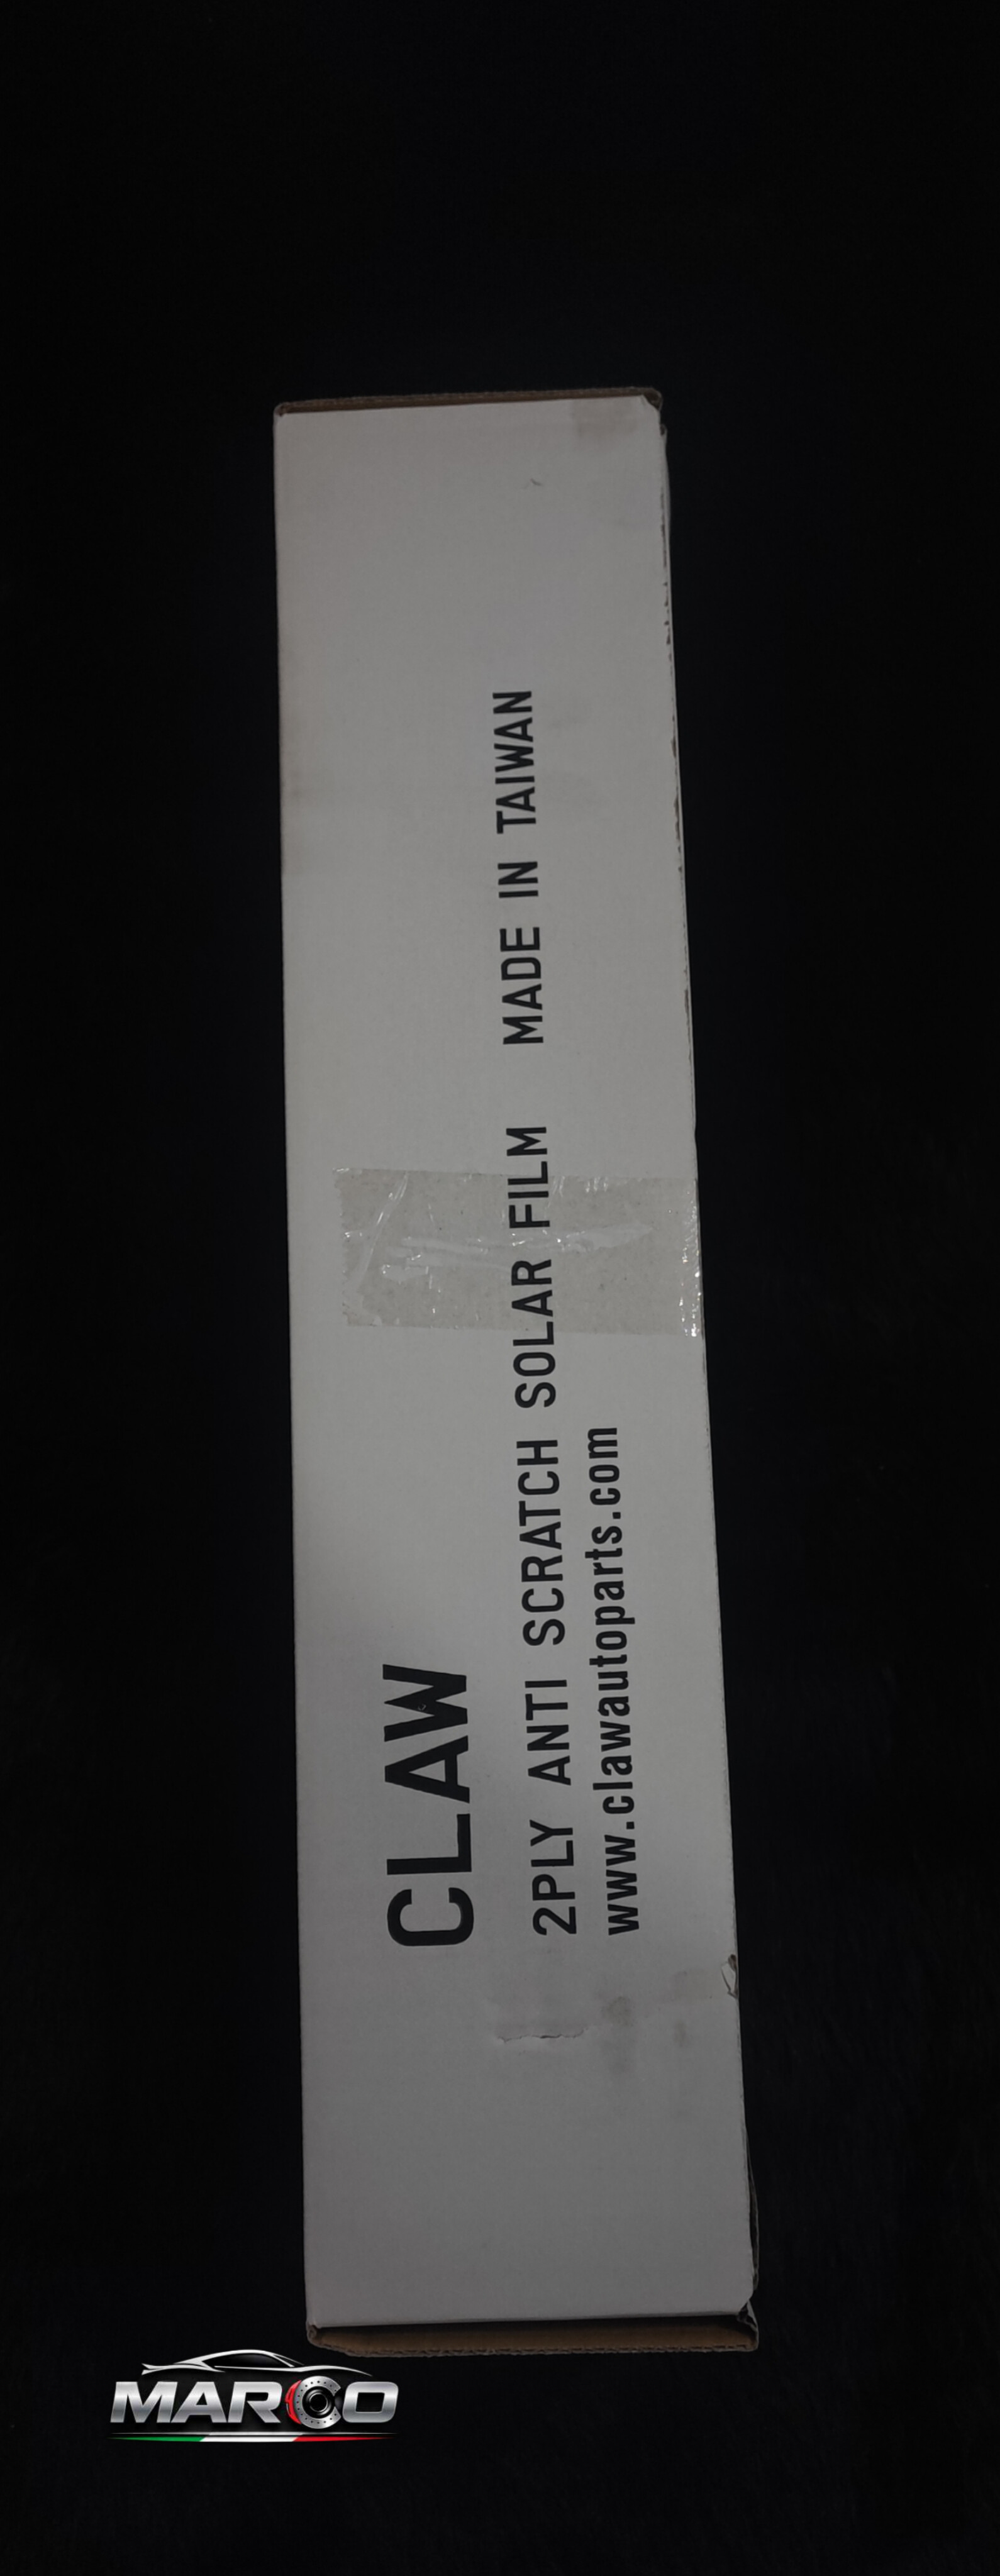 CLAW
2PLY ANTI SCRATCH SOLAR FILM MADE IN TAIWAN
www.clawautoparts.com
MARCO